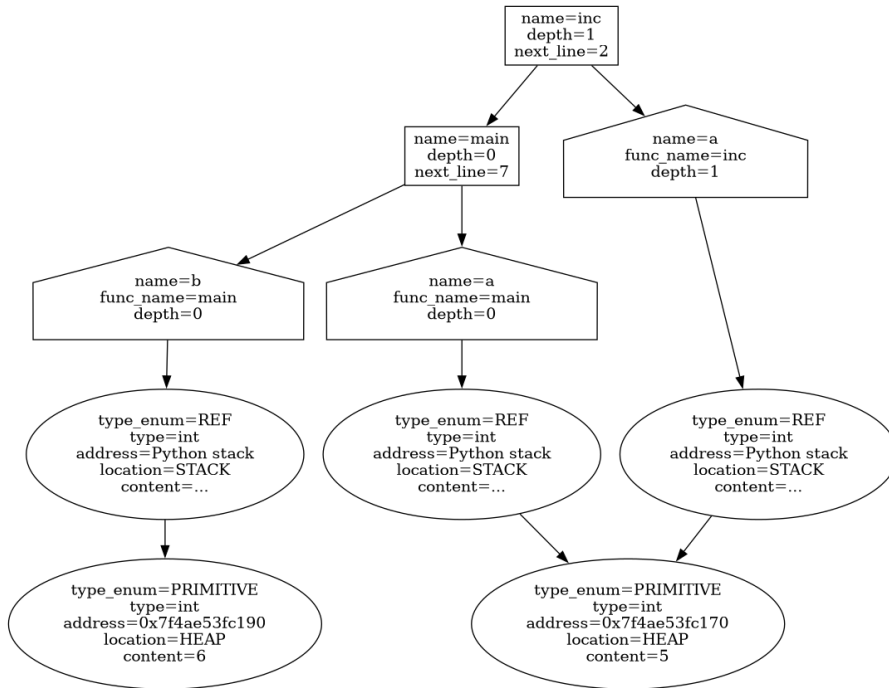 name=inc
depth=1
next_line=2
name=main
depth=0
next_line=7
name=a
func_name=inc
depth=1
name=b
func_name=main
depth=0
name=a
func_name=main
depth=0
type_enum=REF
type=int
address=Python stack
location=STACK
content=...
type_enum=REF
type=int
address=Python stack
location=STACK
content=...
type_enum=REF
type=int
address=Python stack
location=STACK
content=...
type_enum=PRIMITIVE
type=int
address=0x7f4ae53fc190
location=HEAP
content=6
type_enum=PRIMITIVE
type=int
address=0x7f4ae53fc170
location=HEAP
content=5